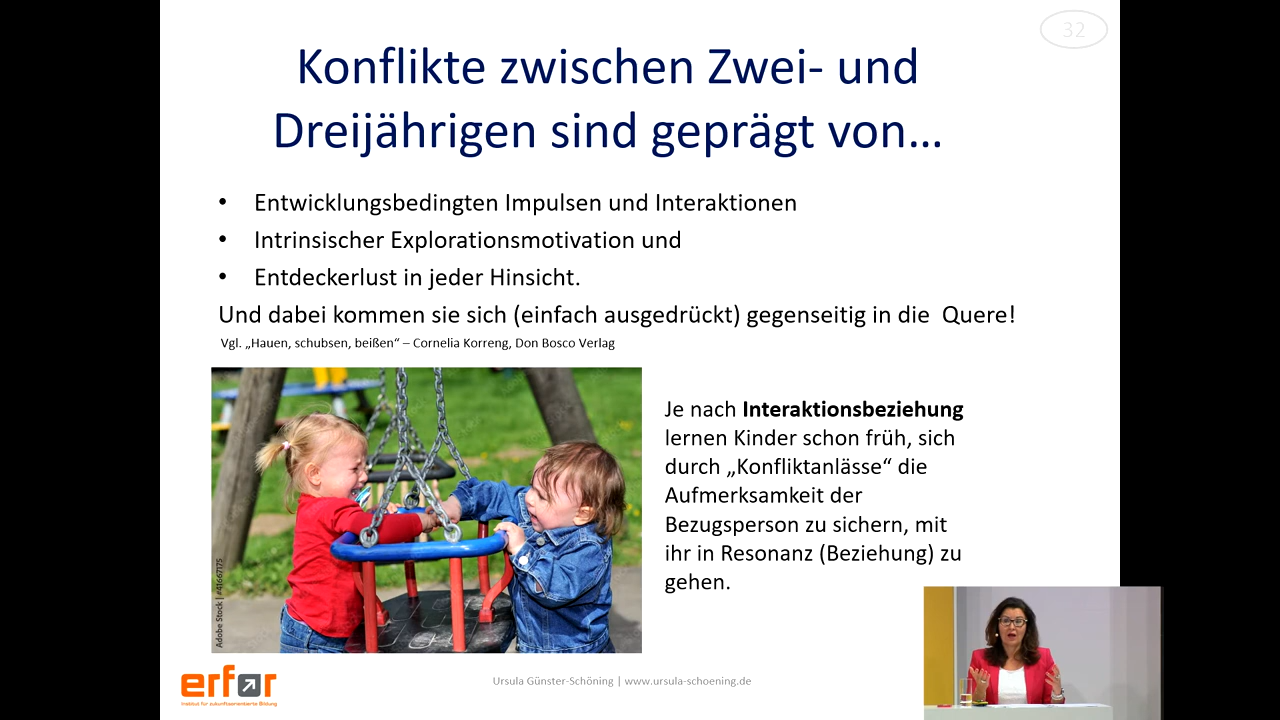 32
Konflikte zwischen Zwei- und
Dreijährigen sind geprägt von...
• Entwicklungsbedingten Impulsen und Interaktionen
• Intrinsischer Explorationsmotivation und
• Entdeckerlust in jeder Hinsicht.
Und dabei kommen sie sich (einfach ausgedrückt) gegenseitig in die Quere!
Vgl. „Hauen, schubsen, beißen“ – Cornelia Korreng, Don Bosco Verlag
Je nach Interaktionsbeziehung
lernen Kinder schon früh, sich
durch „Konfliktanlässe“ die
Aufmerksamkeit der
Bezugsperson zu sichern, mit
ihr in Resonanz (Beziehung) zu
gehen.
Adobe Stock | #41667175
erfor
Institut für zukunftsorientierte Bildung
Ursula Günster-Schöning | www.ursula-schoening.de